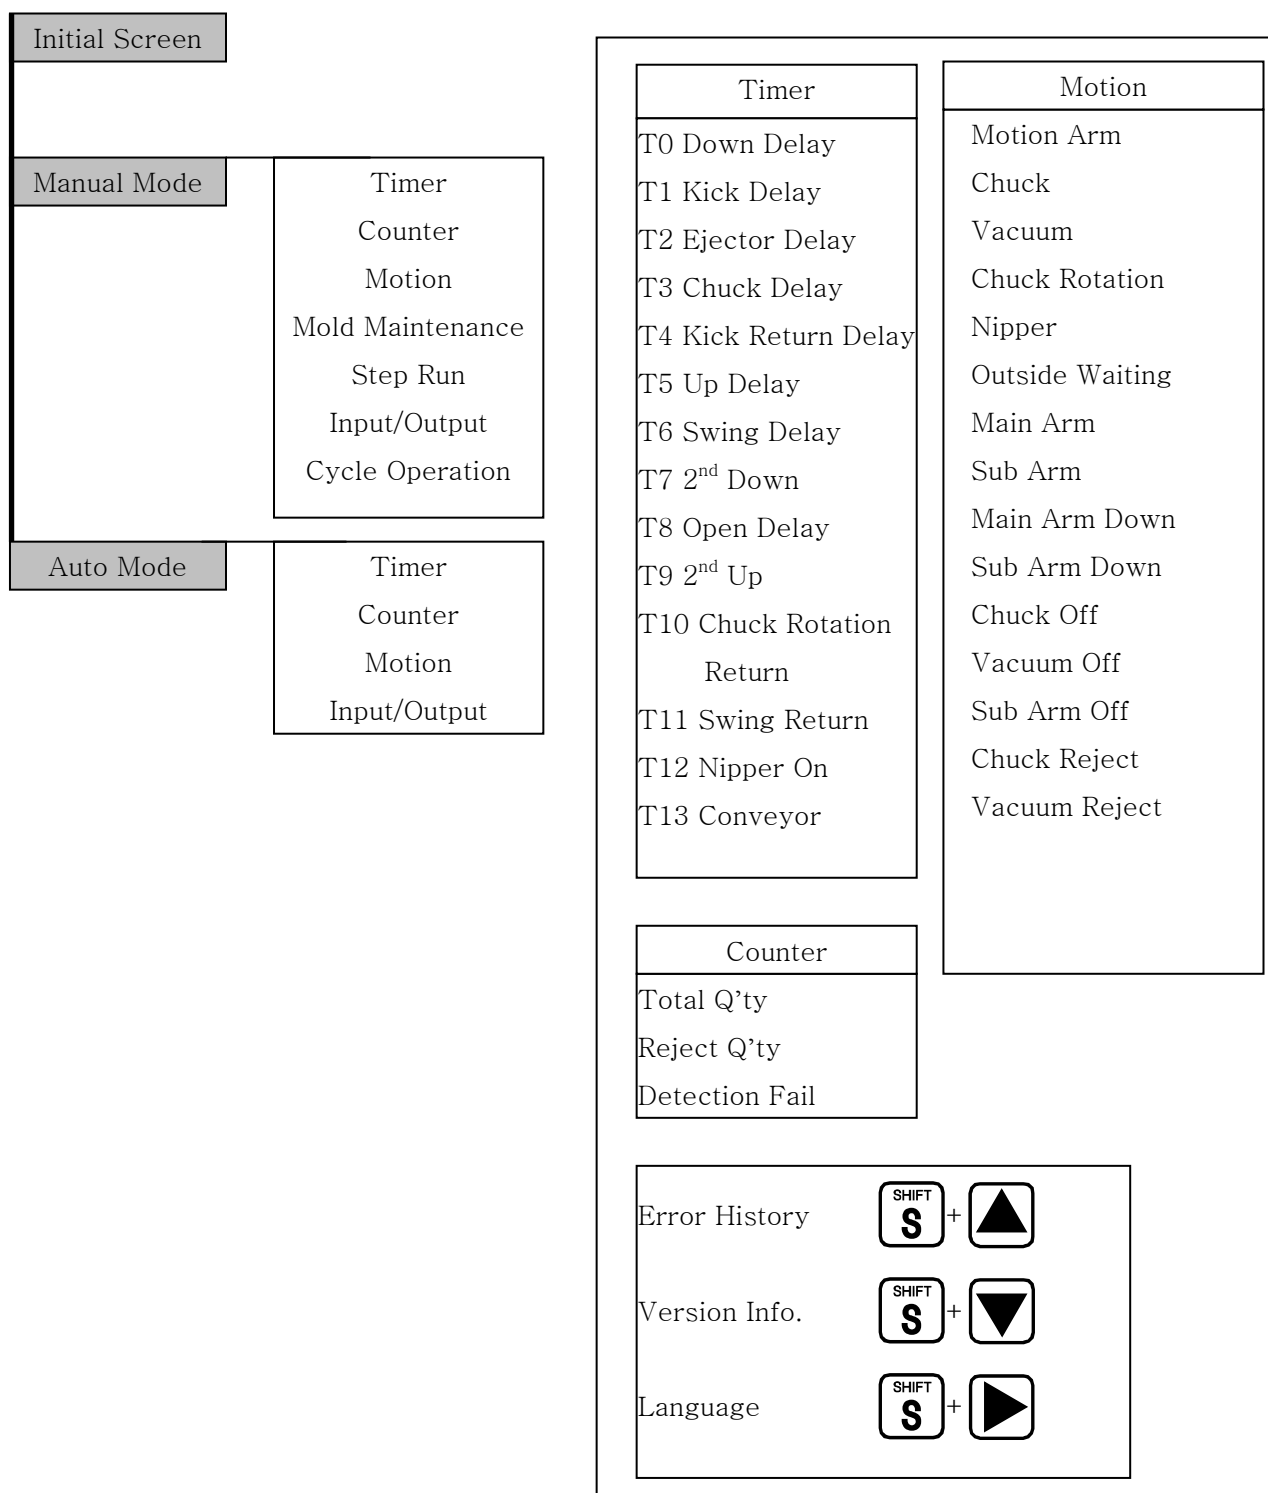 Initial Screen
Manual Mode
Timer
Counter
Motion
Mold Maintenance
Step Run
Input/Output
Cycle Operation
Auto Mode
Timer
Counter
Motion
Input/Output
Timer
T0 Down Delay
T1 Kick Delay
T2 Ejector Delay
T3 Chuck Delay
T4 Kick Return Delay
T5 Up Delay
T6 Swing Delay
T7 2nd Down
T8 Open Delay
T9 2nd Up
T10 Chuck Rotation
Return
T11 Swing Return
T12 Nipper On
T13 Conveyor
Motion
Motion Arm
Chuck
Vacuum
Chuck Rotation
Nipper
Outside Waiting
Main Arm
Sub Arm
Main Arm Down
Sub Arm Down
Chuck Off
Vacuum Off
Sub Arm Off
Chuck Reject
Vacuum Reject
Counter
Total Q’ty
Reject Q’ty
Detection Fail
Error History SHIFT S + ▲
Version Info. SHIFT S + ▼
Language SHIFT S + ▶